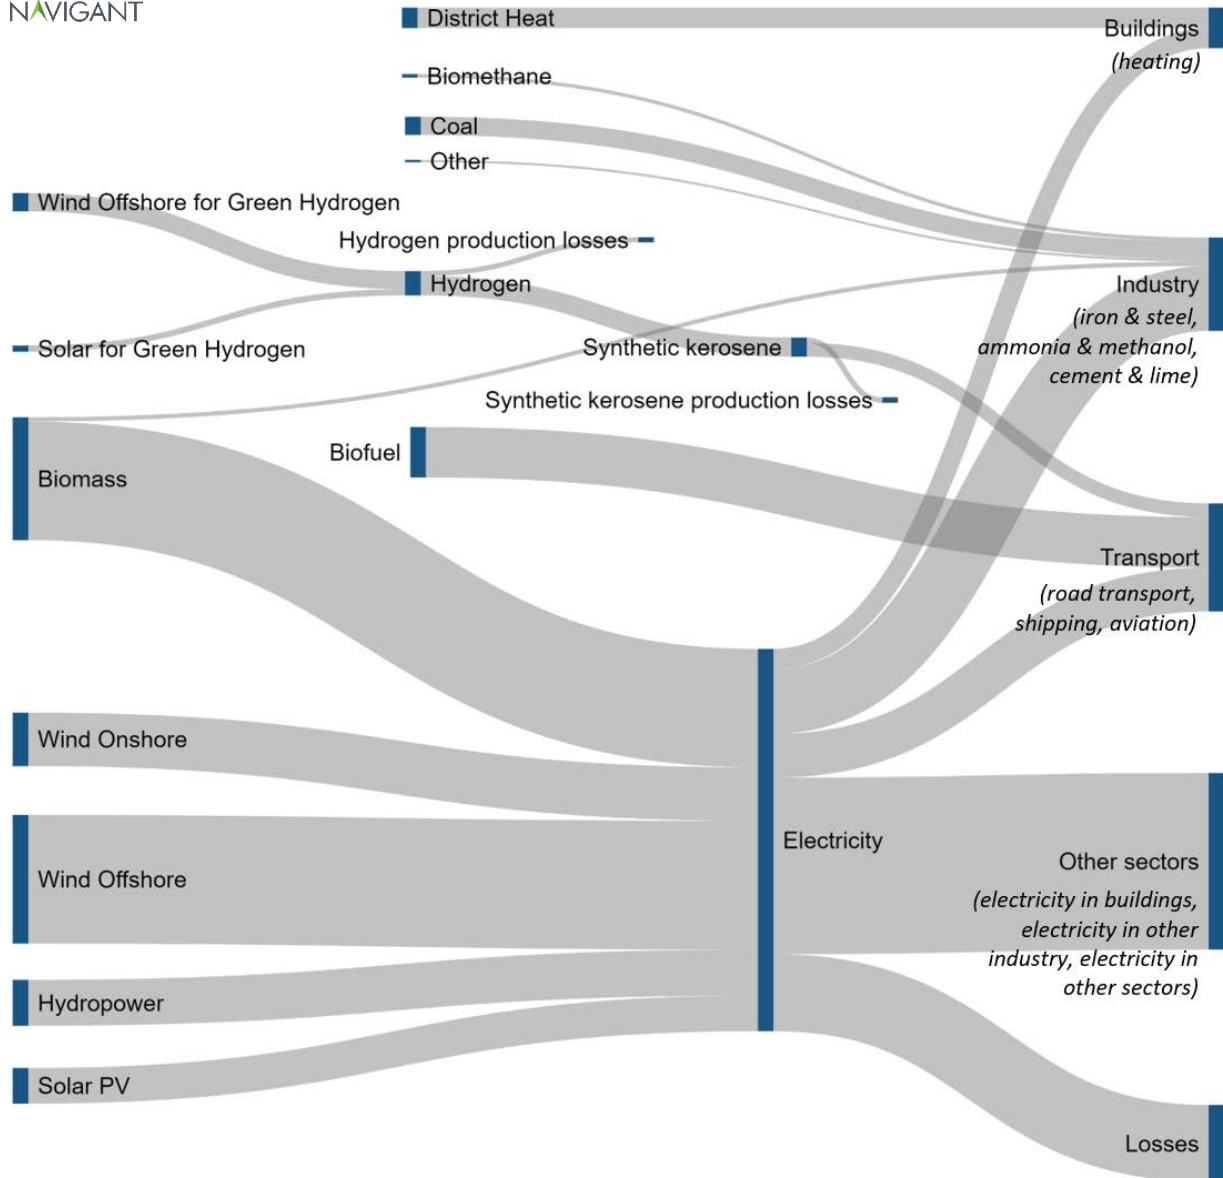 NAVIGANT
District Heat
Buildings
(heating)
Biomethane
Coal
Other
Wind Offshore for Green Hydrogen
Hydrogen production losses
Hydrogen
Industry
(iron & steel,
ammonia & methanol,
cement & lime)
Solar for Green Hydrogen
Synthetic kerosene
Synthetic kerosene production losses
Biofuel
Biomass
Transport
(road transport,
shipping, aviation)
Wind Onshore
Electricity
Wind Offshore
Other sectors
(electricity in buildings,
electricity in other
industry, electricity in
other sectors)
Hydropower
Solar PV
Losses